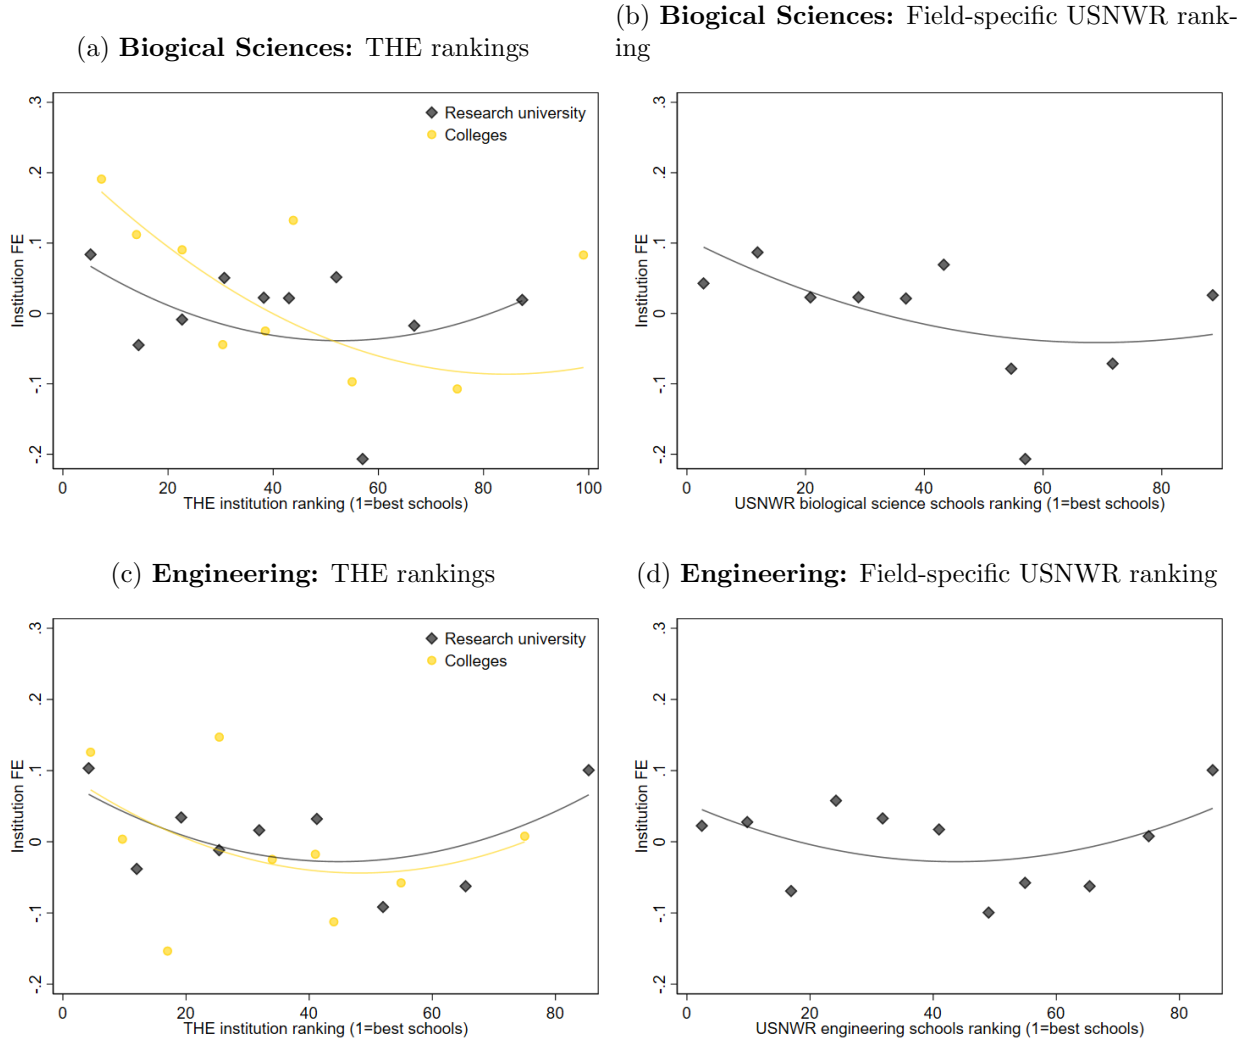 (a) Biogical Sciences: THE rankings
(b) Biogical Sciences: Field-specific USNWR rank-
ing
.3
.2
.1
0
-.1
-.2
Institution FE
Research university
Colleges
0 20 40 60 80 100
THE institution ranking (1=best schools)
.3
.2
.1
0
-.1
-.2
Institution FE
0 20 40 60 80
USNWR biological science schools ranking (1=best schools)
(c) Engineering: THE rankings
(d) Engineering: Field-specific USNWR ranking
.3
.2
.1
0
-.1
-.2
Institution FE
Research university
Colleges
0 20 40 60 80
THE institution ranking (1=best schools)
.3
.2
.1
0
-.1
-.2
Institution FE
0 20 40 60 80
USNWR engineering schools ranking (1=best schools)